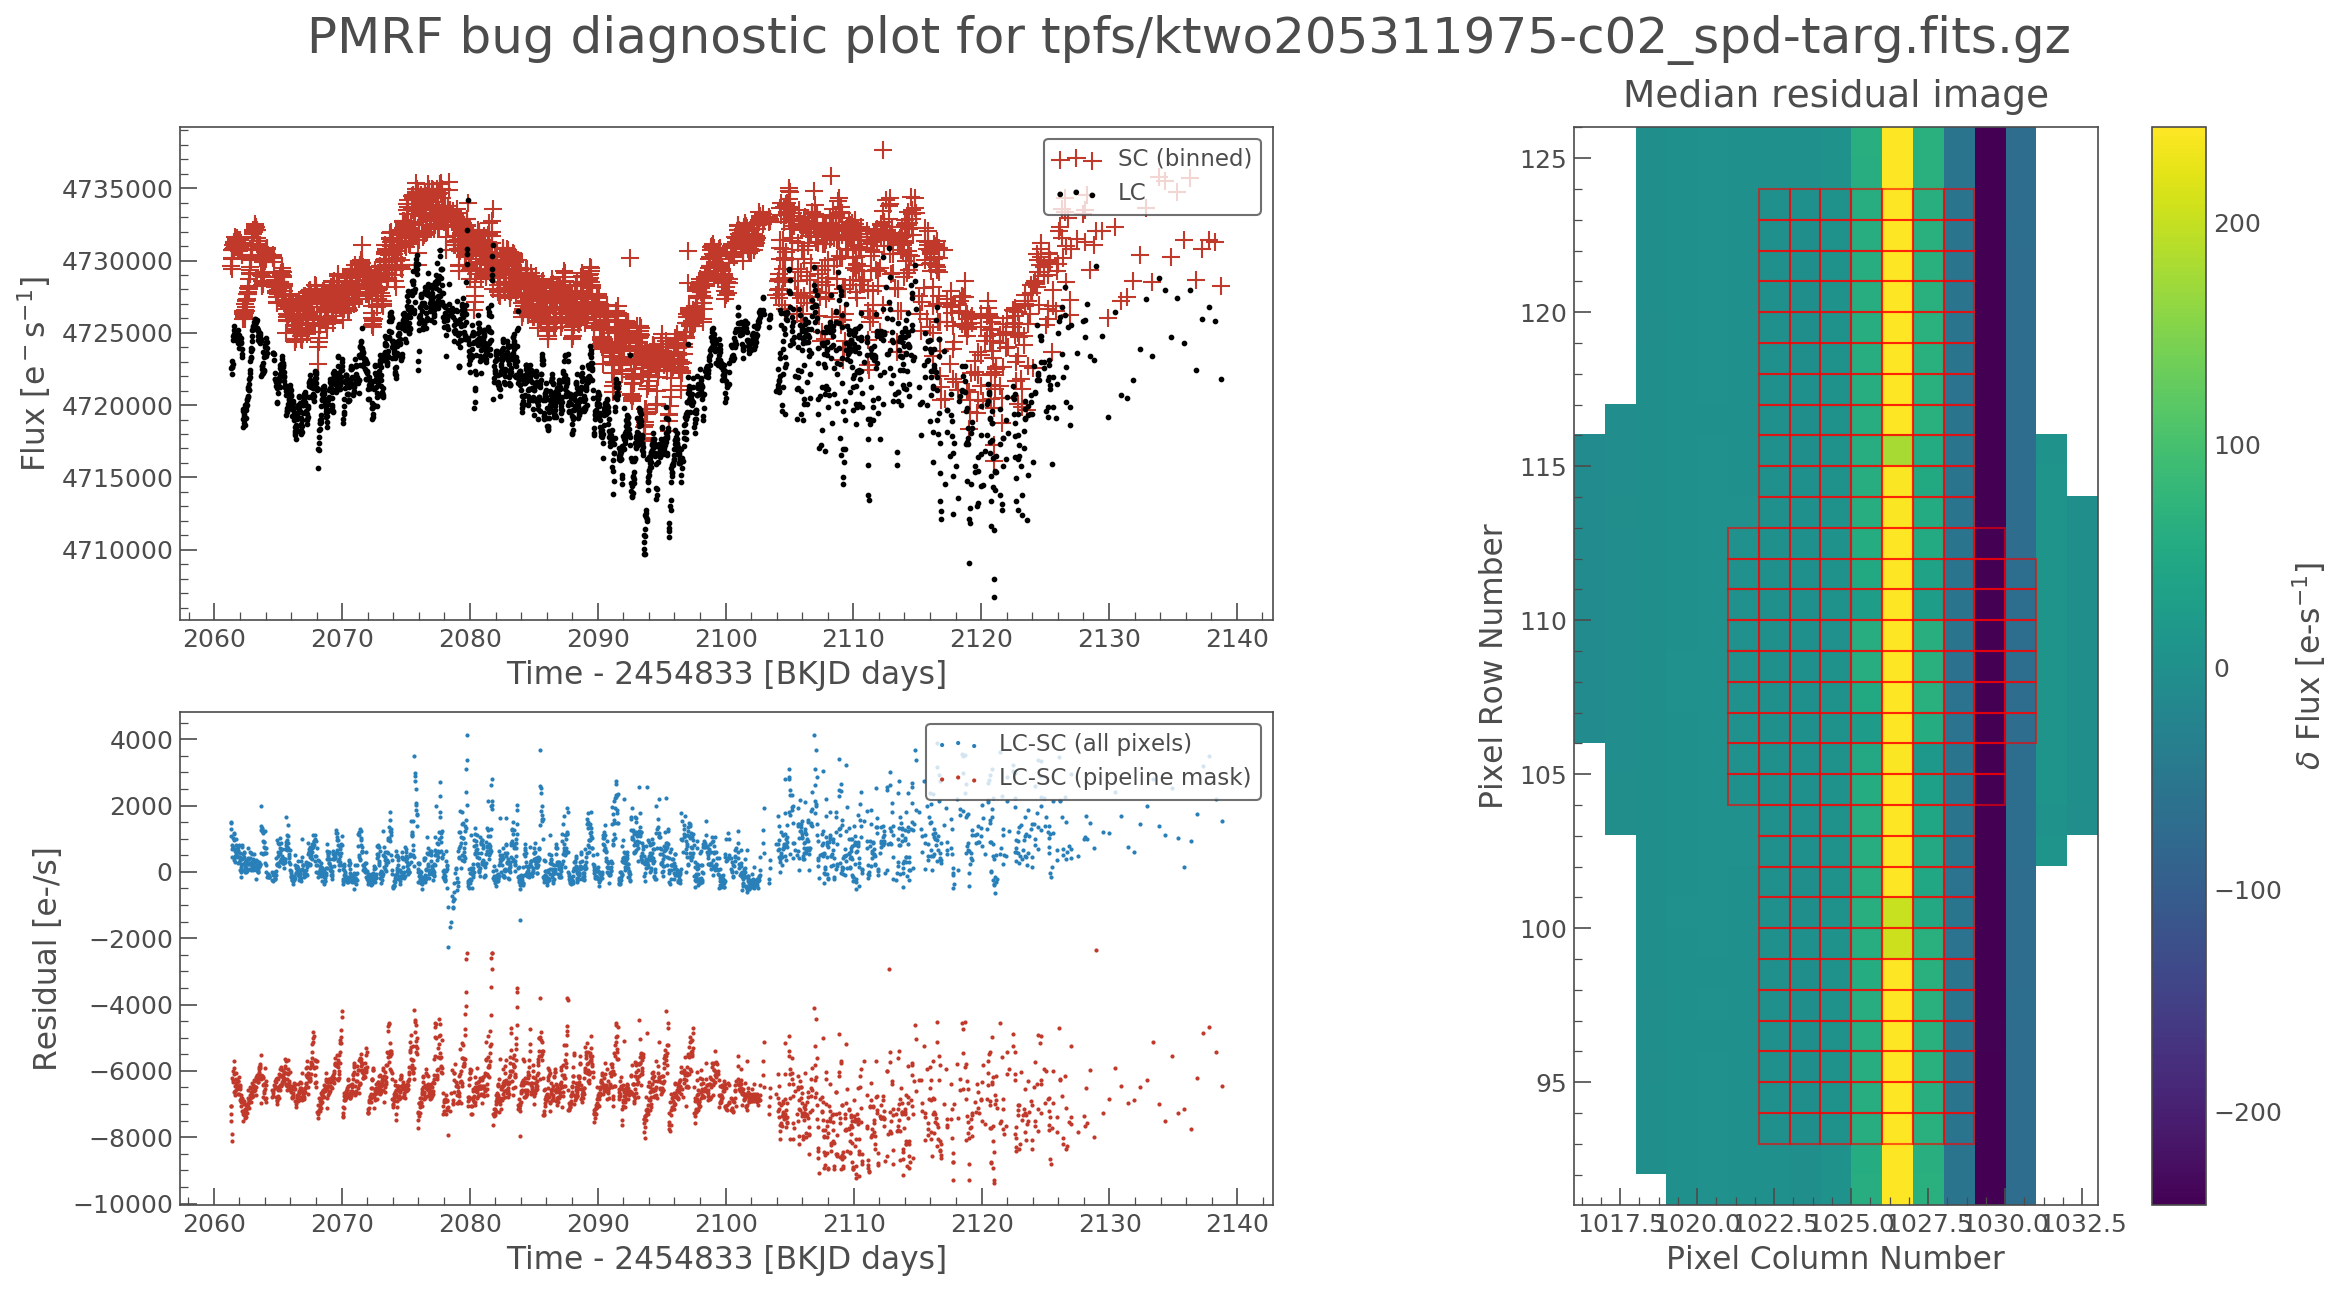 PMRF bug diagnostic plot for tpfs/ktwo205311975-c02_spd-targ.fits.gz
Flux [e⁻ s⁻¹]
4735000
4730000
4725000
4720000
4715000
4710000
SC (binned)
LC
2060 2070 2080 2090 2100 2110 2120 2130 2140
Time - 2454833 [BKJD days]
Residual [e-/s]
4000
2000
0
−2000
−4000
−6000
−8000
−10000
LC-SC (all pixels)
LC-SC (pipeline mask)
2060 2070 2080 2090 2100 2110 2120 2130 2140
Time - 2454833 [BKJD days]
Median residual image
Pixel Row Number
125
120
115
110
105
100
95
1017.5 1020.0 1022.5 1025.0 1027.5 1030.0 1032.5
Pixel Column Number
200
100
0
−100
−200
δ Flux [e-s⁻¹]